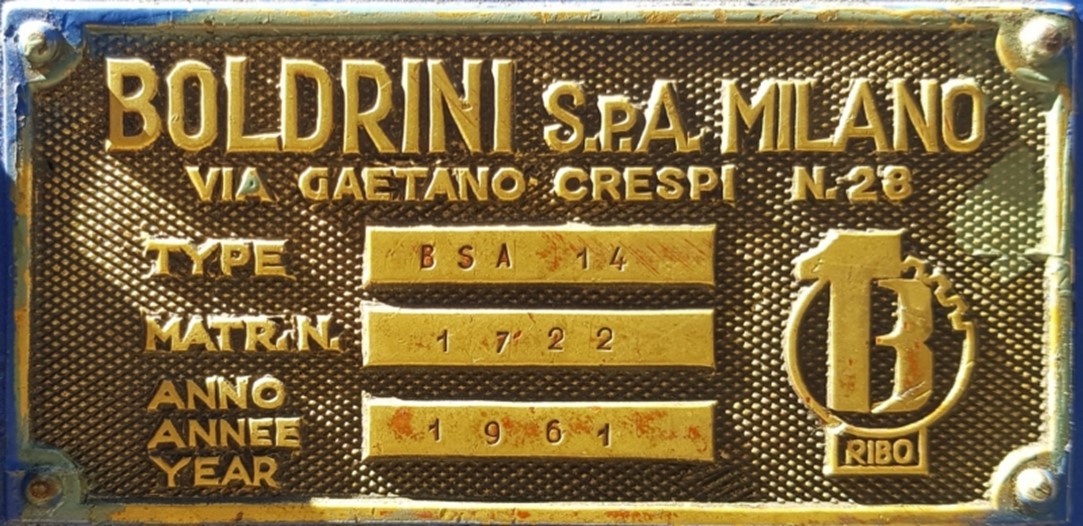 BOLDRINI S.P.A. MILANO
VIA GAETANO CRESPI N. 28
TYPE BSA 14
MATR. N. 1722
ANNO
ANNEE 1961
YEAR
B
RIBO